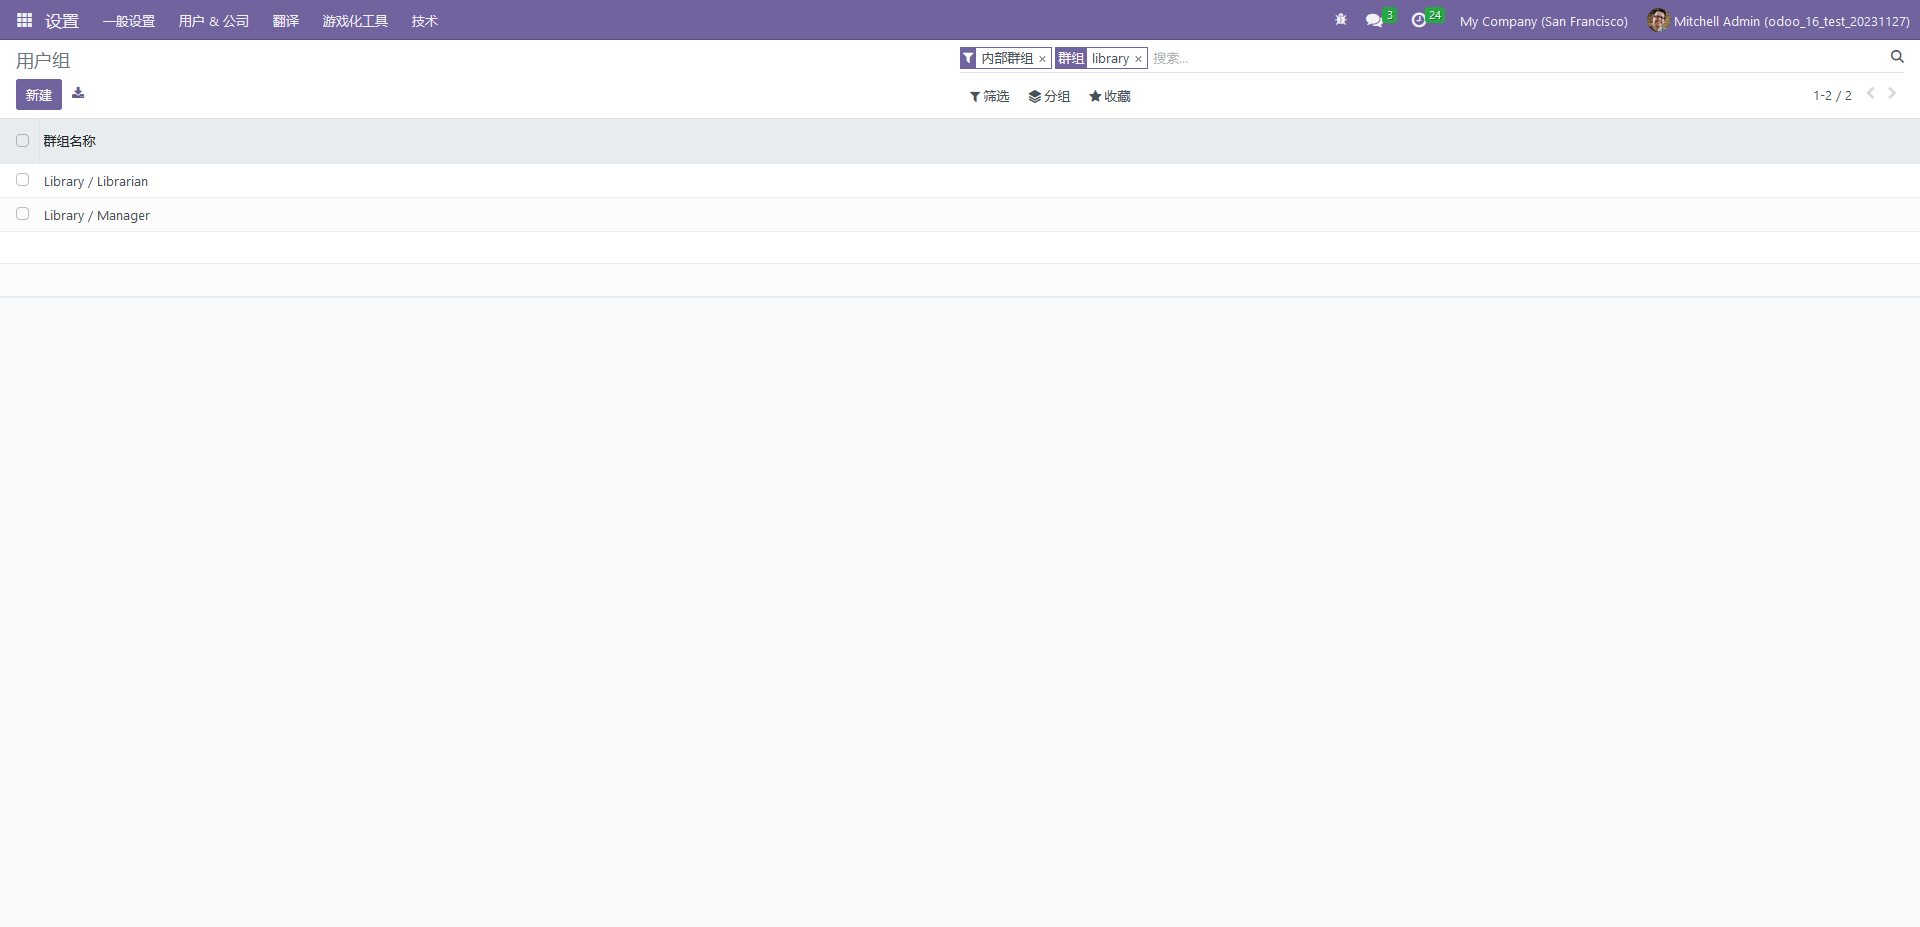 设置 一般设置 用户 & 公司 翻译 游戏化工具 技术 3 24 My Company (San Francisco) Mitchell Admin (odoo_16_test_20231127)
用户组 内部群组 × 群组 library × 搜索...
新建 筛选 分组 收藏 1-2 / 2
群组名称
Library / Librarian
Library / Manager